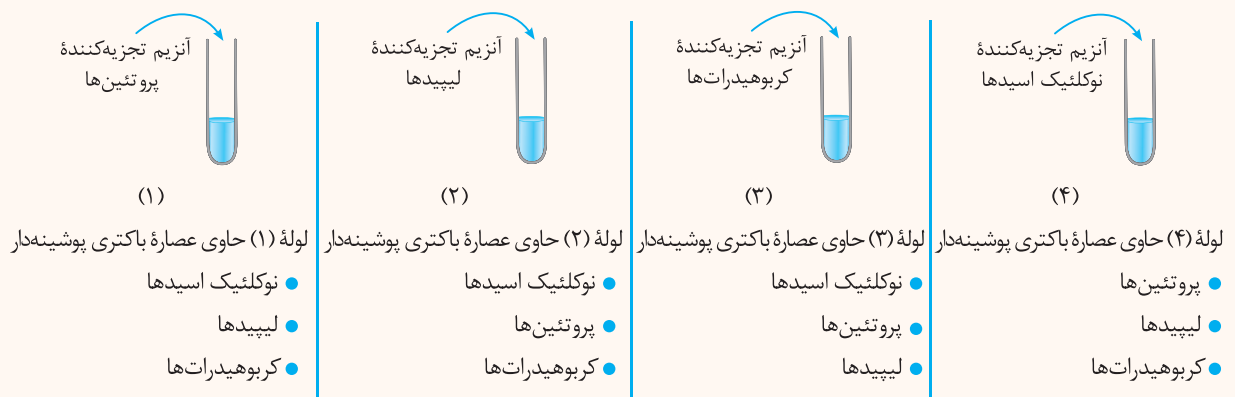 آنزیم تجزیه‌کنندهٔ
پروتئین‌ها
(۱)
لولهٔ (۱) حاوی عصارهٔ باکتری پوشینه‌دار
● نوکلئیک اسیدها
● لیپیدها
● کربوهیدرات‌ها
آنزیم تجزیه‌کنندهٔ
لیپیدها
(۲)
لولهٔ (۲) حاوی عصارهٔ باکتری پوشینه‌دار
● نوکلئیک اسیدها
● پروتئین‌ها
● کربوهیدرات‌ها
آنزیم تجزیه‌کنندهٔ
کربوهیدرات‌ها
(۳)
لولهٔ (۳) حاوی عصارهٔ باکتری پوشینه‌دار
● نوکلئیک اسیدها
● پروتئین‌ها
● لیپیدها
آنزیم تجزیه‌کنندهٔ
نوکلئیک اسیدها
(۴)
لولهٔ (۴) حاوی عصارهٔ باکتری پوشینه‌دار
● پروتئین‌ها
● لیپیدها
● کربوهیدرات‌ها